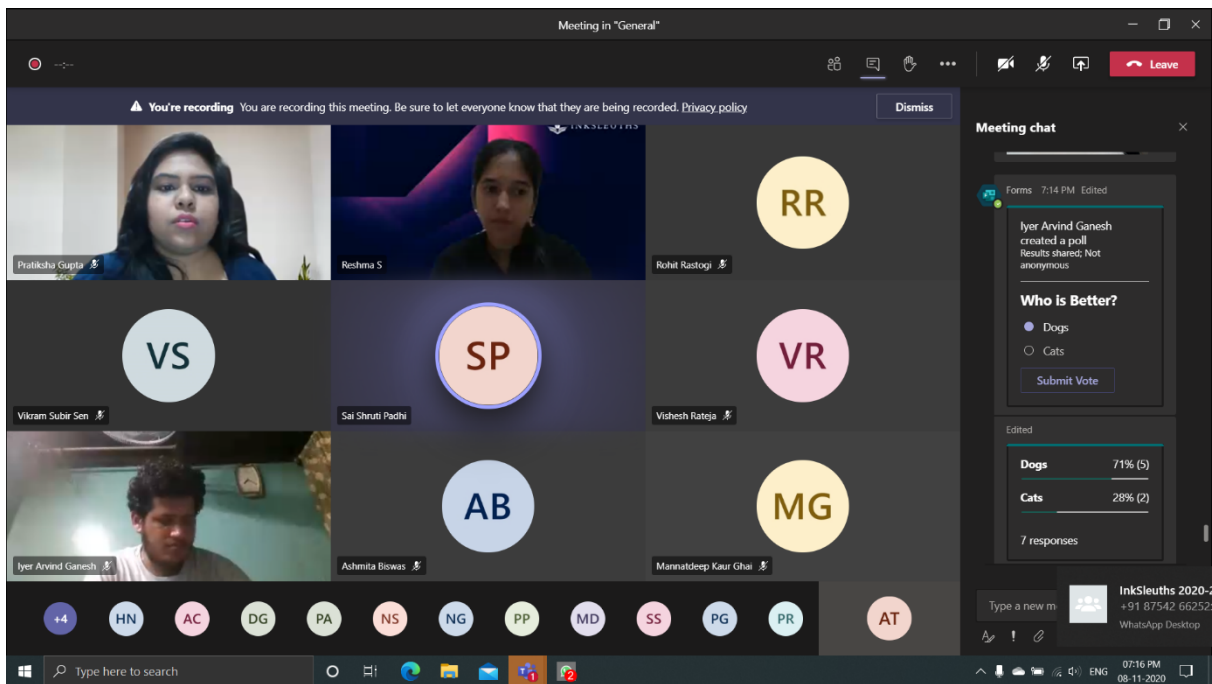 Meeting in "General"
--:--
Leave
You're recording You are recording this meeting. Be sure to let everyone know that they are being recorded. Privacy policy
Dismiss
INKSLEUTHS
Pratiksha Gupta
Reshma S
RR
Rohit Rastogi
VS
Vikram Subir Sen
SP
Sai Shruti Padhi
VR
Vishesh Rateja
Iyer Arvind Ganesh
AB
Ashmita Biswas
MG
Mannatdeep Kaur Ghai
+4
HN
AC
DG
PA
NS
NG
PP
MD
SS
PG
PR
AT
Meeting chat
Forms 7:14 PM Edited
Iyer Arvind Ganesh
created a poll
Results shared; Not
anonymous
Who is Better?
Dogs
Cats
Submit Vote
Edited
Dogs 71% (5)
Cats 28% (2)
7 responses
Type a new m
InkSleuths 2020-2
+91 87542 66252:
WhatsApp Desktop
Type here to search
1
2
ENG
07:16 PM
08-11-2020